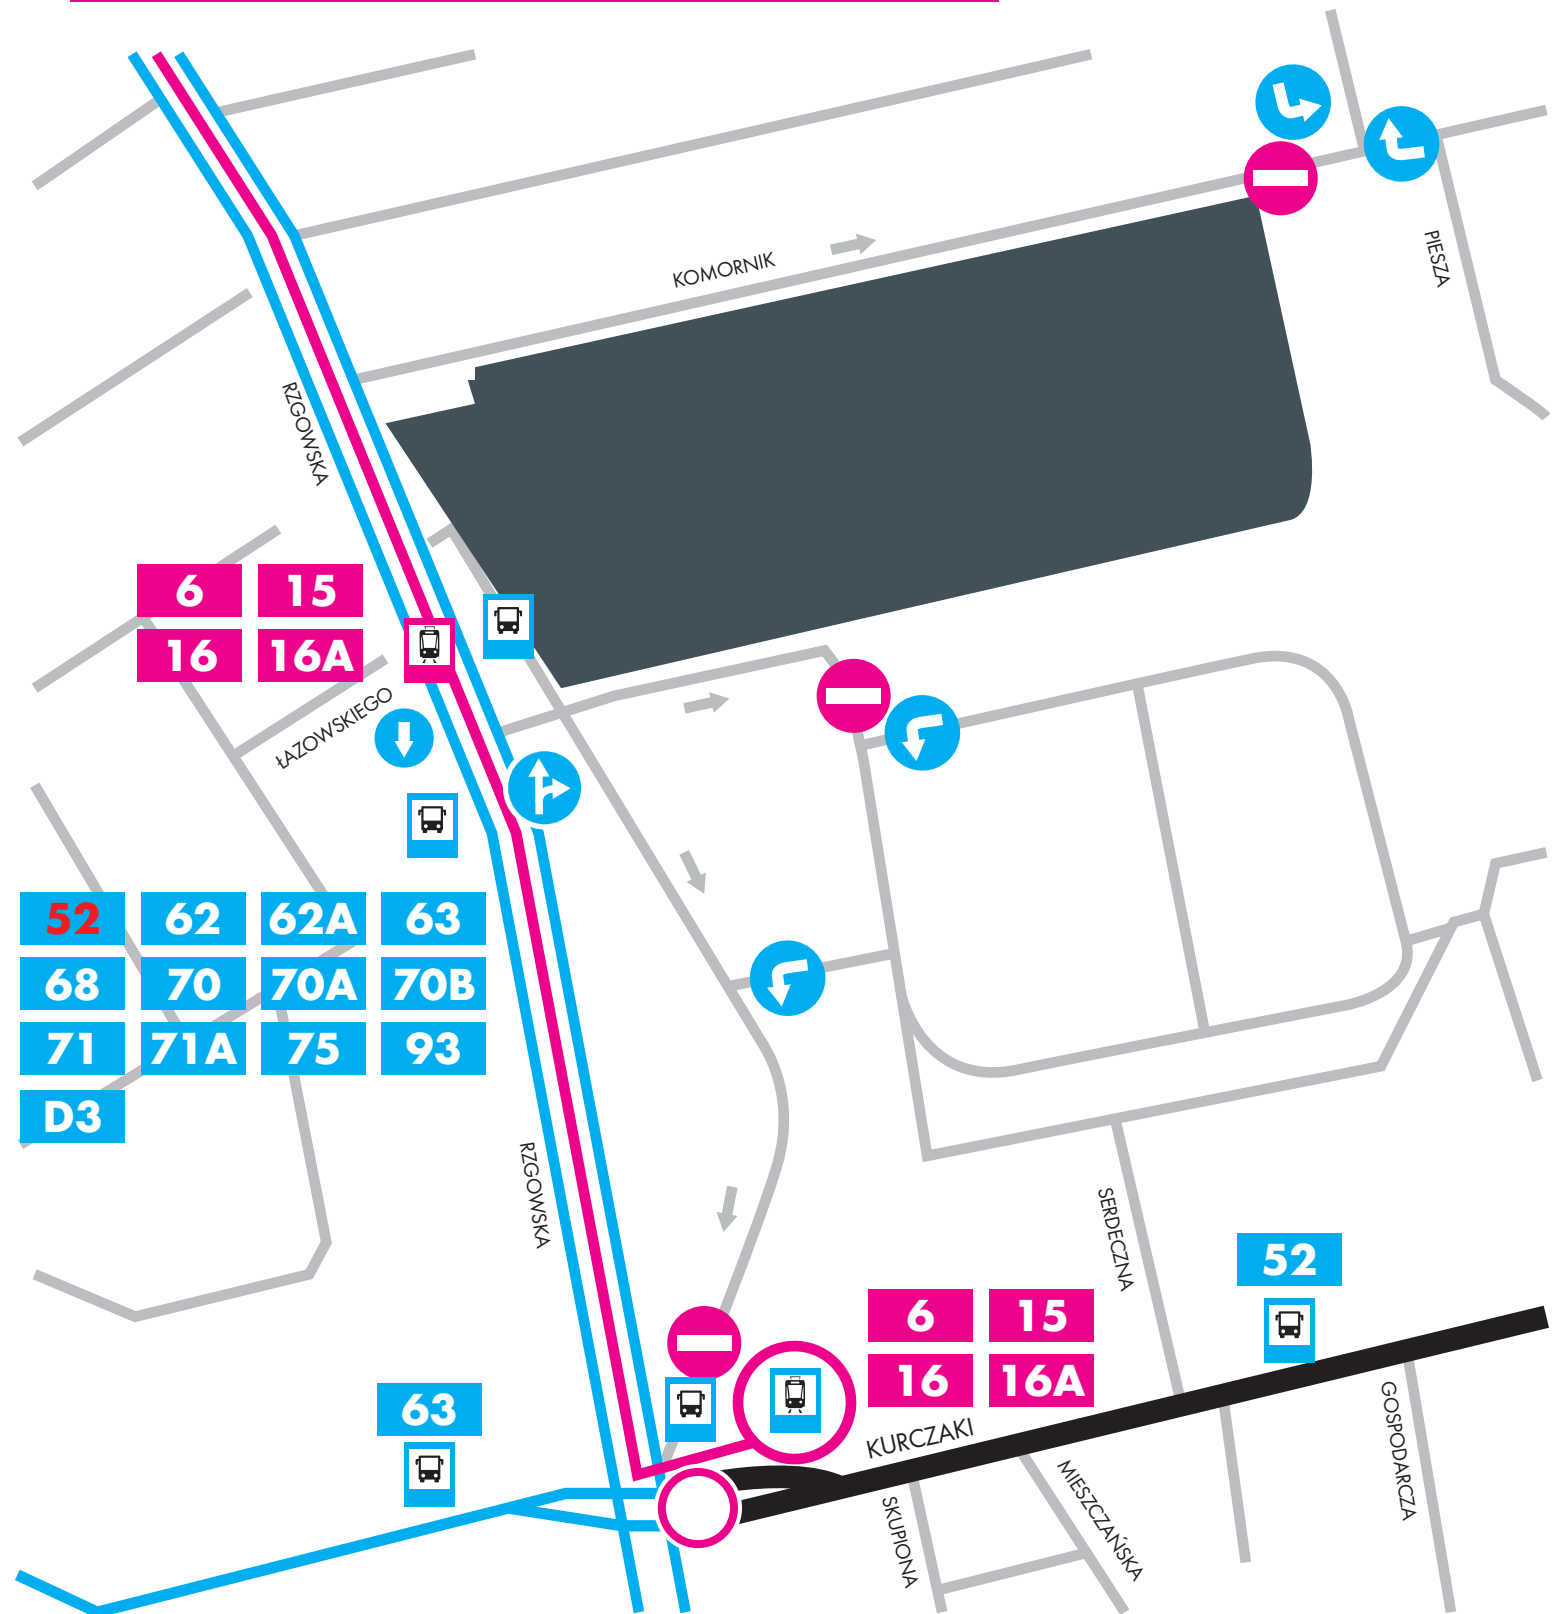 KOMORNIK
PIESZA
RZGOWSKA
6 15
16 16A
ŁAZOWSKIEGO
52 62 62A 63
68 70 70A 70B
71 71A 75 93
D3
RZGOWSKA
SERDECZNA
52
6 15
16 16A
63
KURCZAKI
GOSPODARCZA
MIESZCZAŃSKA
SKUPIONA